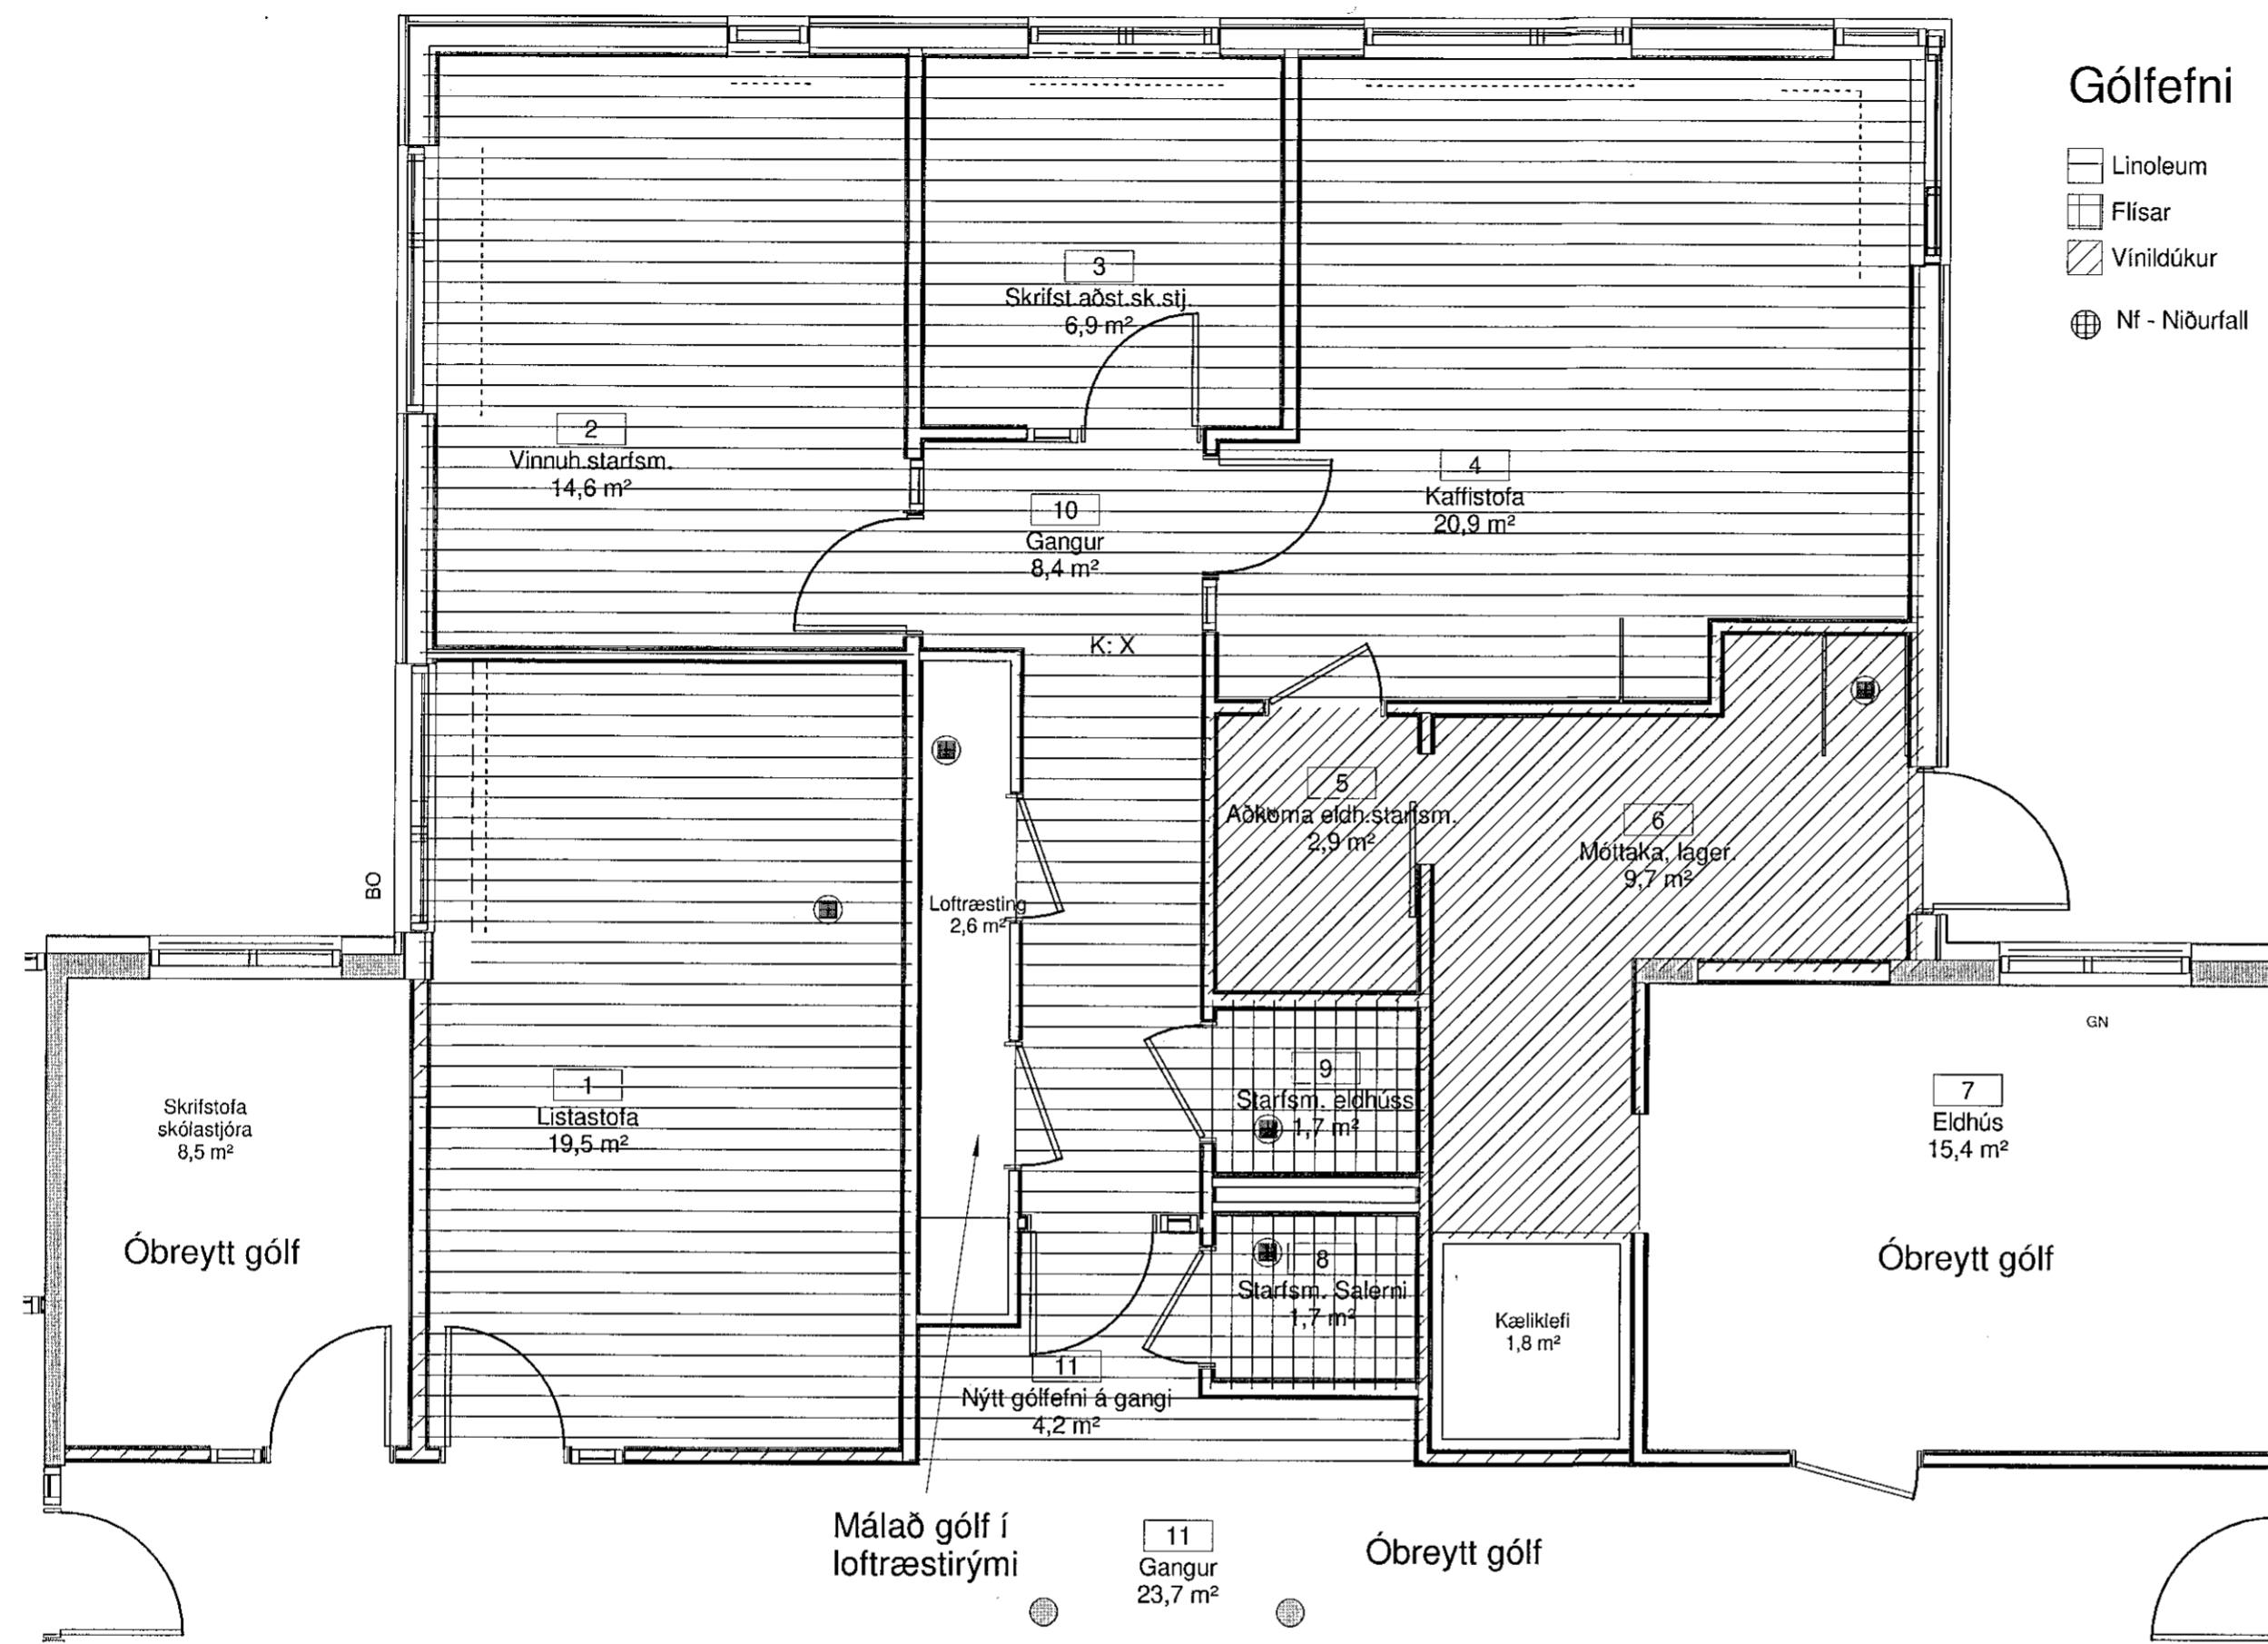 Gólfefni
Linoleum
Flísar
Vínildúkur
Nf - Niðurfall
3
Skrifst.aðst.sk.stj.
6,9 m²
2
Vinnuh.starfsm.
14,6 m²
4
Kaffistofa
20,9 m²
10
Gangur
8,4 m²
K: X
5
Aðkoma eldh.starfsm.
2,9 m²
6
Móttaka, lager.
9,7 m²
BO
Loftræsting
2,6 m²
GN
9
Starfsm. eldhúss
1,7 m²
1
Listastofa
19,5 m²
7
Eldhús
15,4 m²
Skrifstofa
skólastjóra
8,5 m²
Óbreytt gólf
8
Starfsm. Salerni
1,7 m²
Óbreytt gólf
Kæliklefi
1,8 m²
11
Nýtt gólfefni á gangi
4,2 m²
Málað gólf í
loftræstirými
11
Gangur
23,7 m²
Óbreytt gólf